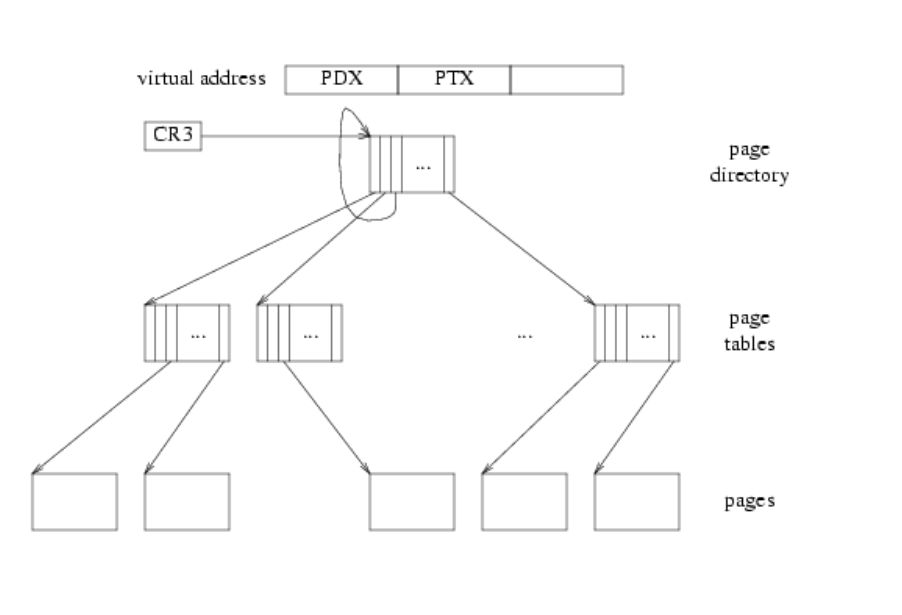 virtual address PDX PTX
CR3
...
page
directory
... ... ... ...
page
tables
pages